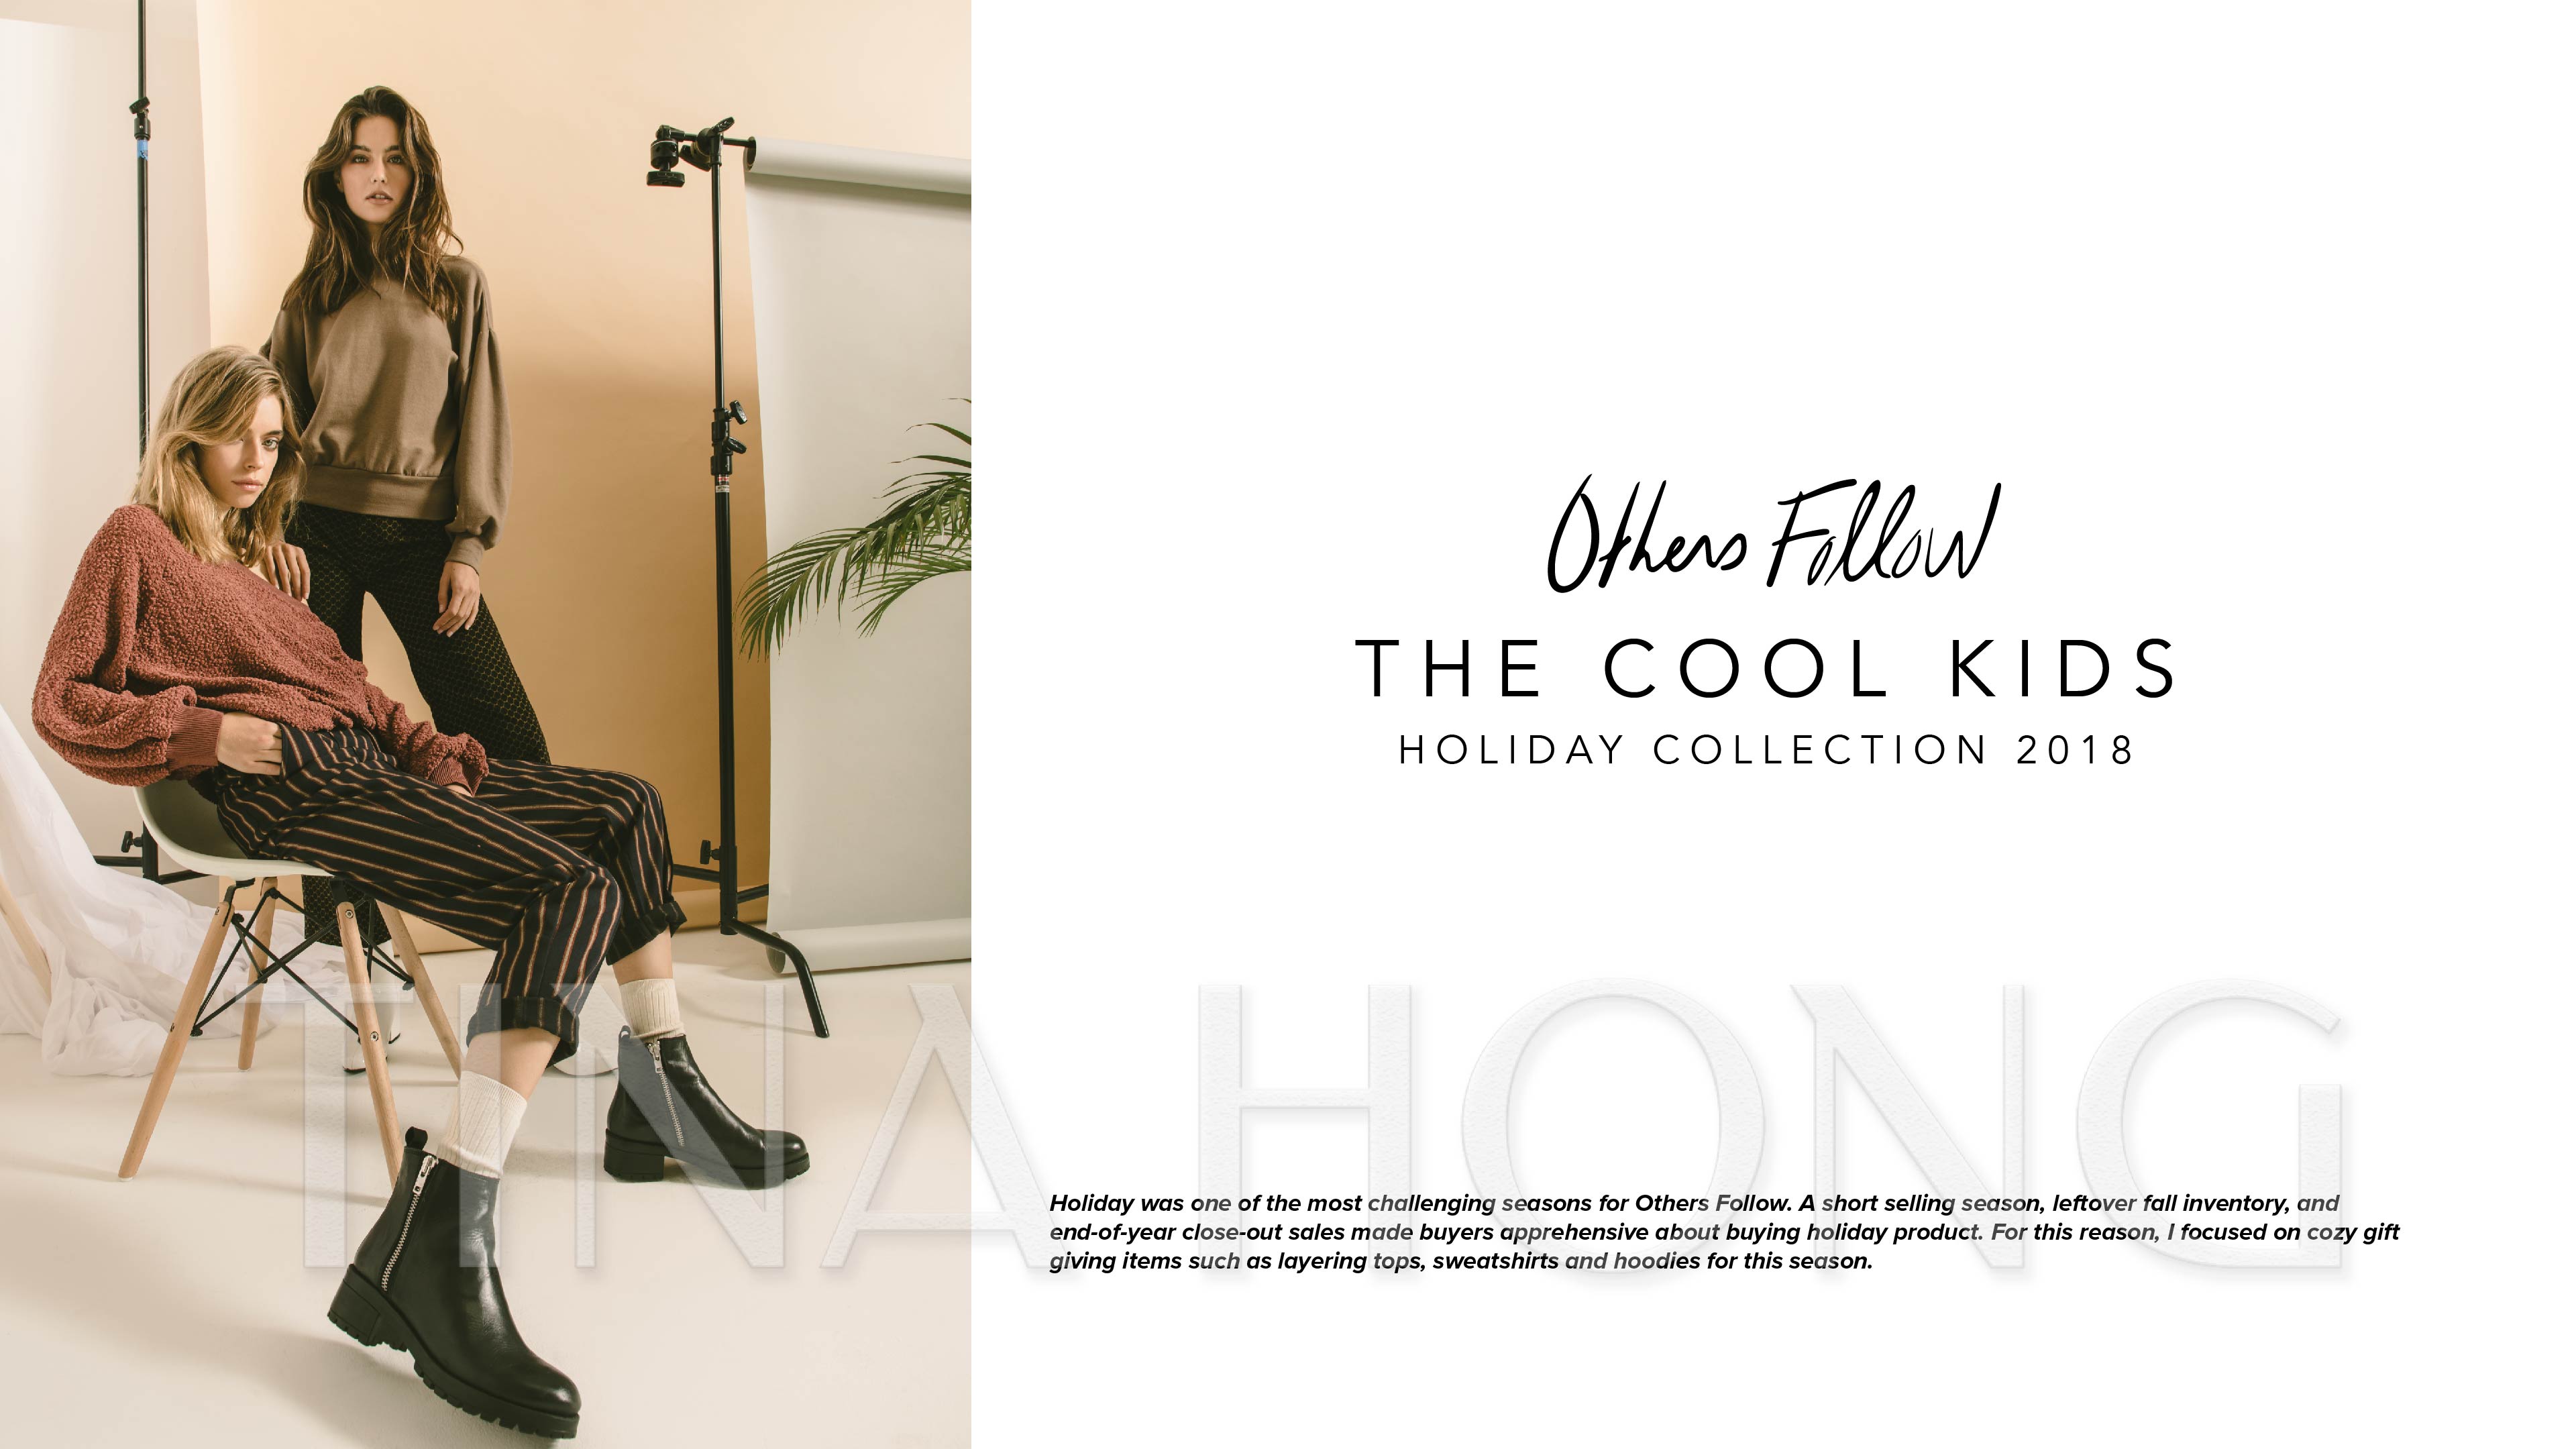 Others Follow
THE COOL KIDS
HOLIDAY COLLECTION 2018
TINA HONG
Holiday was one of the most challenging seasons for Others Follow. A short selling season, leftover fall inventory, and
end-of-year close-out sales made buyers apprehensive about buying holiday product. For this reason, I focused on cozy gift
giving items such as layering tops, sweatshirts and hoodies for this season.